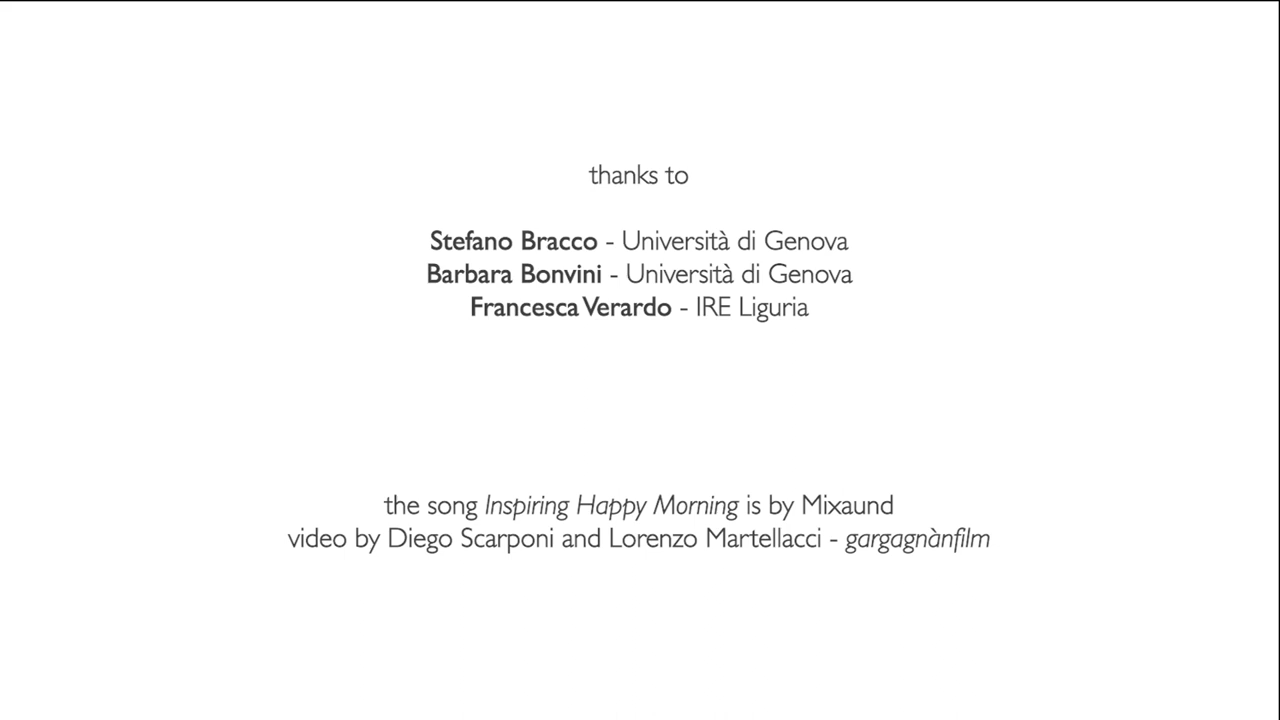 thanks to
Stefano Bracco - Università di Genova
Barbara Bonvini - Università di Genova
Francesca Verardo - IRE Liguria
the song Inspiring Happy Morning is by Mixaund
video by Diego Scarponi and Lorenzo Martellacci - gargagnànfilm